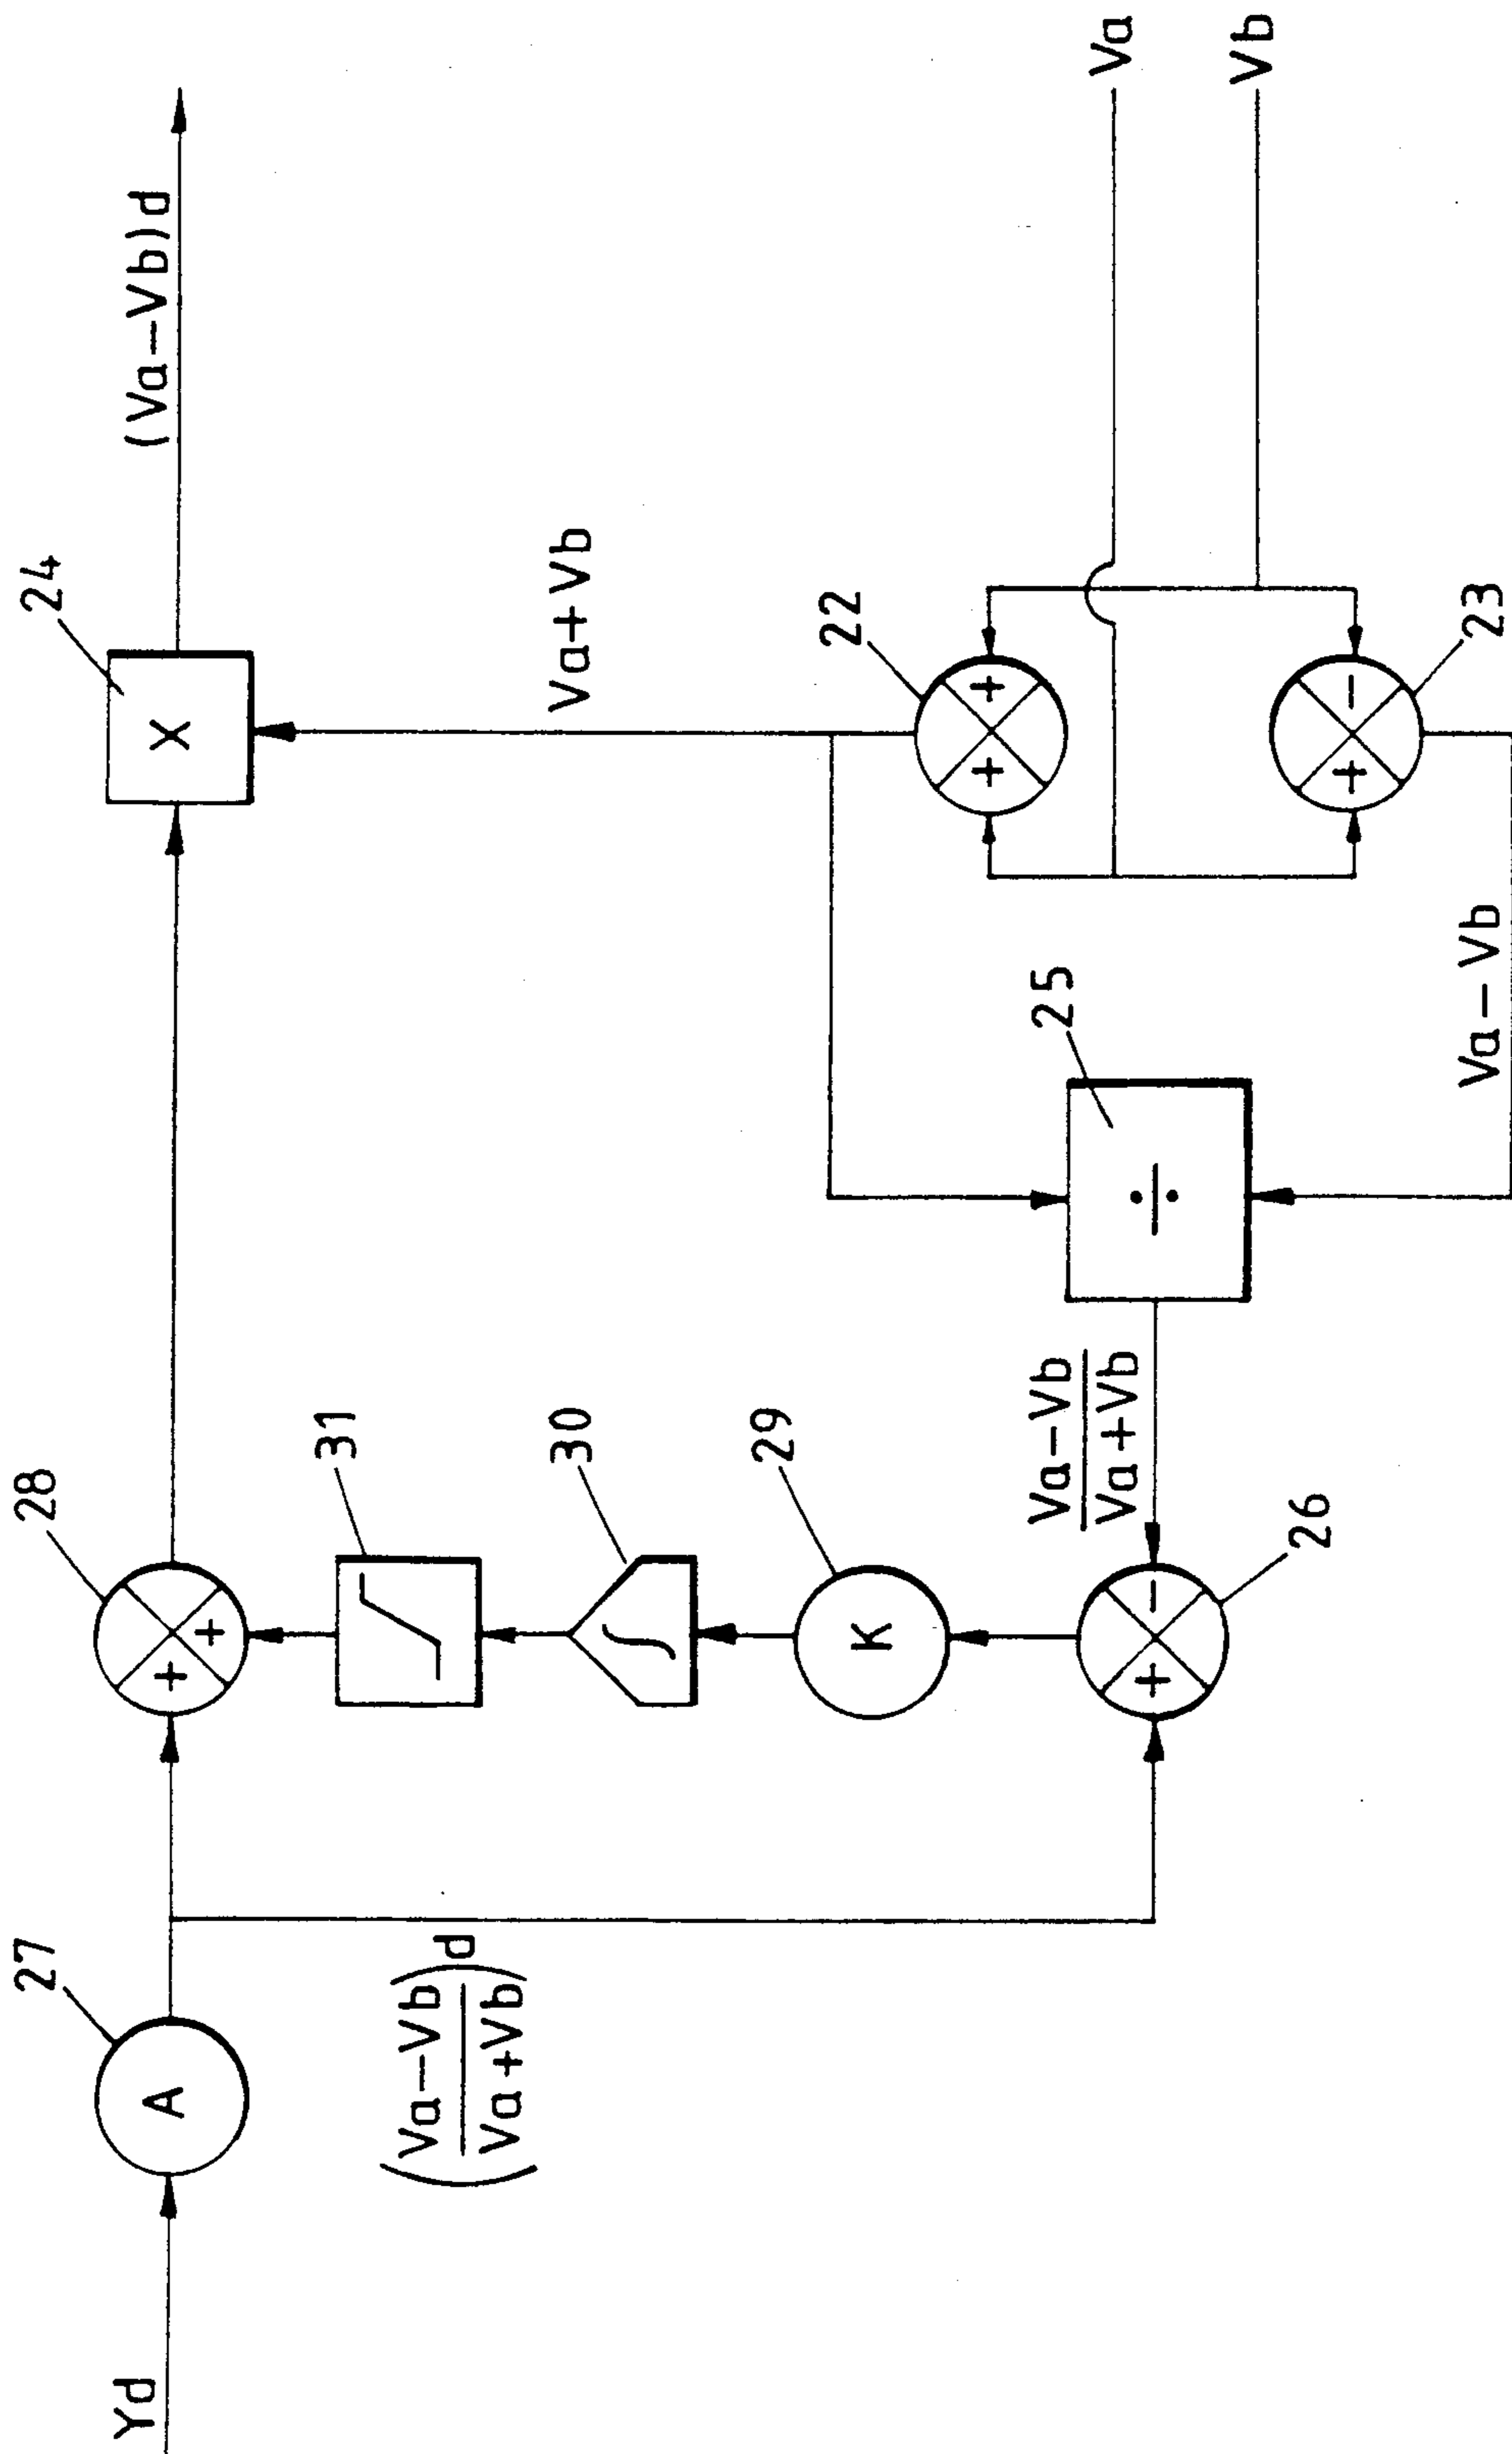 Yd
27
A
(Va-Vb/Va+Vb)d
28
+
+
31
30
∫
29
K
26
+
-
Va-Vb
Va+Vb
25
÷
24
X
(Va-Vb)d
Va+Vb
22
+ +
23
+ -
Va-Vb
Va
Vb